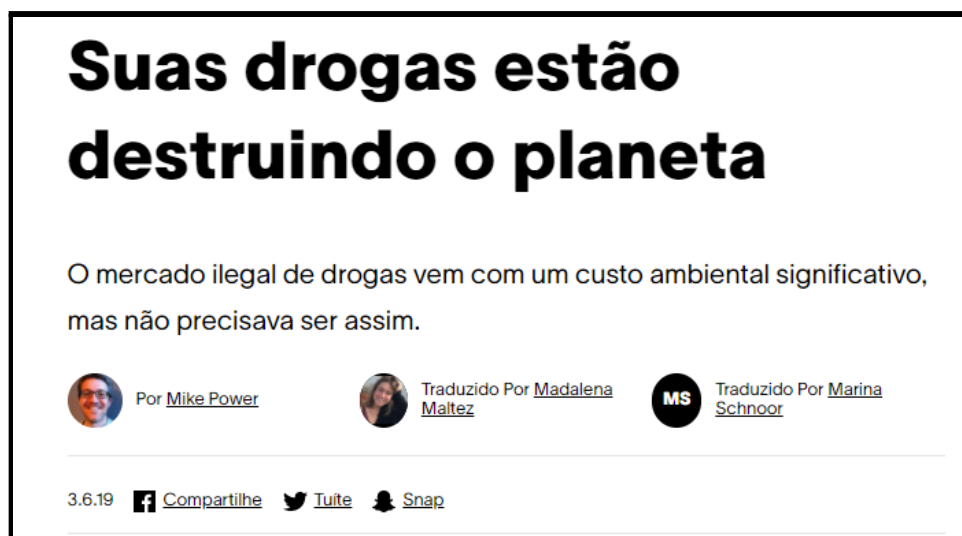 Suas drogas estão
destruindo o planeta
O mercado ilegal de drogas vem com um custo ambiental significativo,
mas não precisava ser assim.
Por Mike Power
Traduzido Por Madalena
Maltez
MS
Traduzido Por Marina
Schnoor
3.6.19 Compartilhe Tuíte Snap